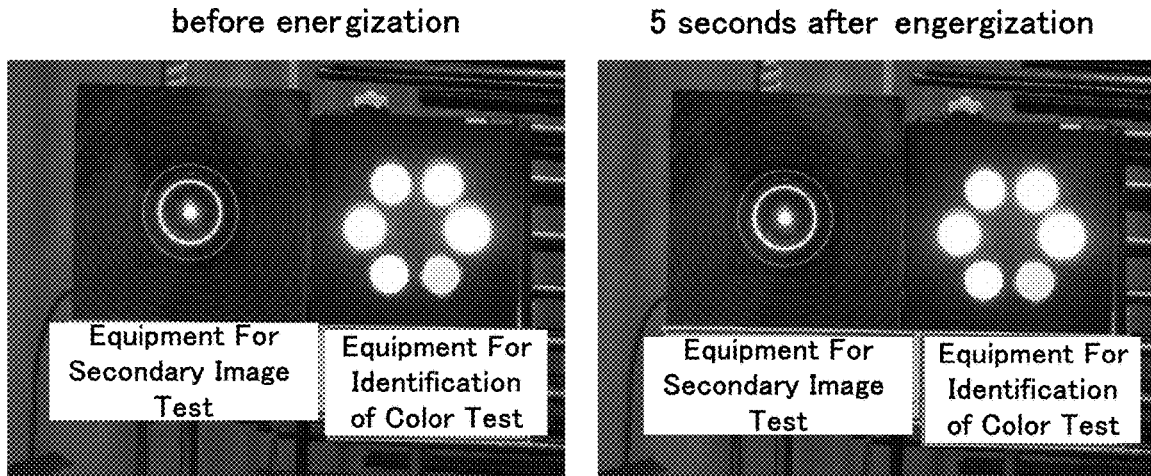 before energization
5 seconds after engergization
Equipment For
Secondary Image
Test
Equipment For
Identification
of Color Test
Equipment For
Secondary Image
Test
Equipment For
Identification
of Color Test